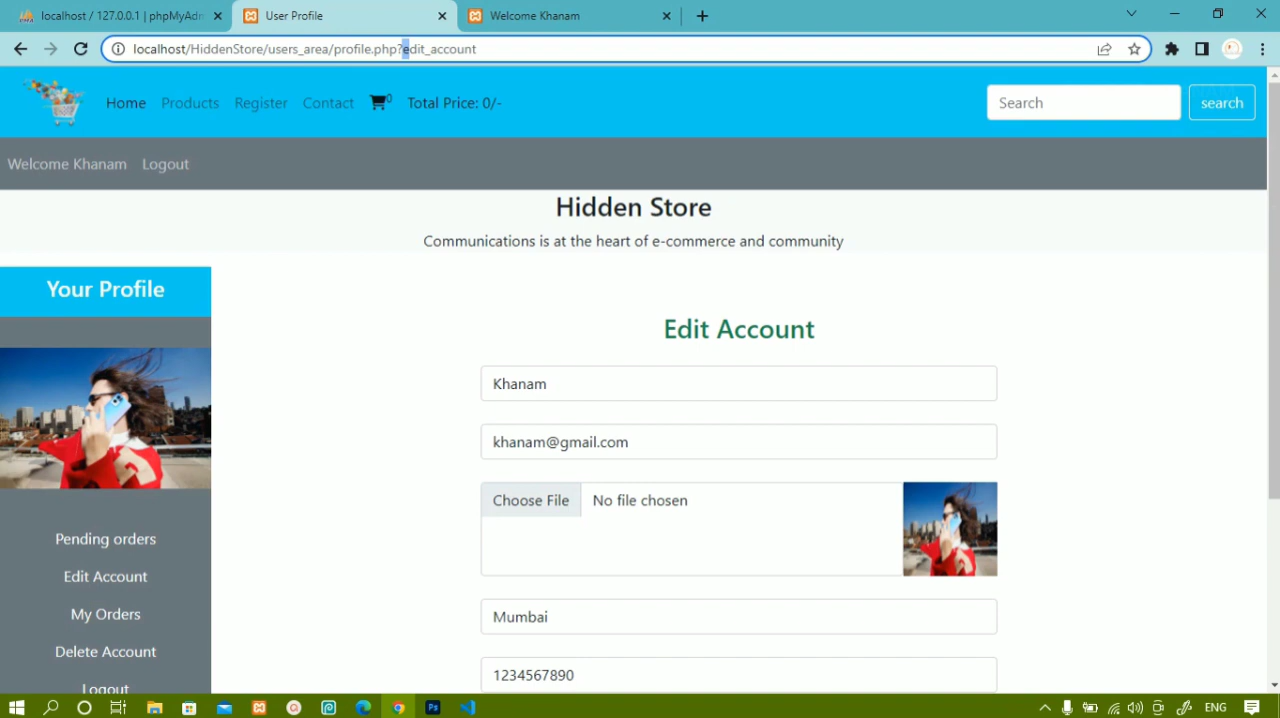 localhost / 127.0.0.1 | phpMyAdm
User Profile
Welcome Khanam
localhost/HiddenStore/users_area/profile.php?edit_account
Home Products Register Contact 0 Total Price: 0/-
Search search
Welcome Khanam Logout
Hidden Store
Communications is at the heart of e-commerce and community
Your Profile
Pending orders
Edit Account
My Orders
Delete Account
Logout
Edit Account
Khanam
khanam@gmail.com
Choose File No file chosen
Mumbai
1234567890
Ps
ENG